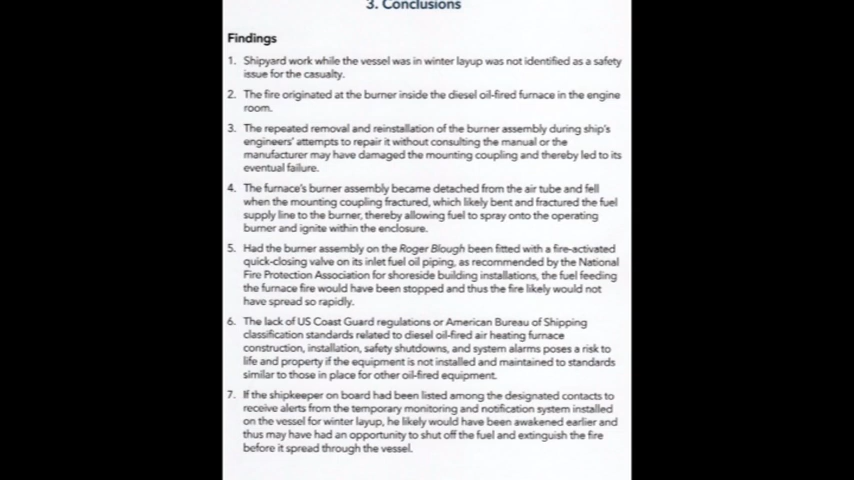 3. Conclusions
Findings
1. Shipyard work while the vessel was in winter layup was not identified as a safety
issue for the casualty.
2. The fire originated at the burner inside the diesel oil-fired furnace in the engine
room.
3. The repeated removal and reinstallation of the burner assembly during ship's
engineers' attempts to repair it without consulting the manual or the
manufacturer may have damaged the mounting coupling and thereby led to its
eventual failure.
4. The furnace's burner assembly became detached from the air tube and fell
when the mounting coupling fractured, which likely bent and fractured the fuel
supply line to the burner, thereby allowing fuel to spray onto the operating
burner and ignite within the enclosure.
5. Had the burner assembly on the Roger Blough been fitted with a fire-activated
quick-closing valve on its inlet fuel oil piping, as recommended by the National
Fire Protection Association for shoreside building installations, the fuel feeding
the furnace fire would have been stopped and thus the fire likely would not
have spread so rapidly.
6. The lack of US Coast Guard regulations or American Bureau of Shipping
classification standards related to diesel oil-fired air heating furnace
construction, installation, safety shutdowns, and system alarms poses a risk to
life and property if the equipment is not installed and maintained to standards
similar to those in place for other oil-fired equipment.
7. If the shipkeeper on board had been listed among the designated contacts to
receive alerts from the temporary monitoring and notification system installed
on the vessel for winter layup, he likely would have been awakened earlier and
thus may have had an opportunity to shut off the fuel and extinguish the fire
before it spread through the vessel.